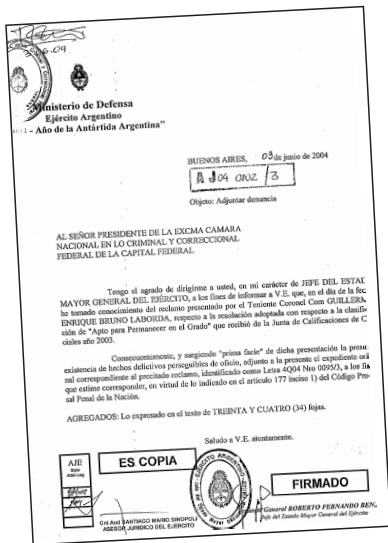 6.09
Ministerio de Defensa
Ejército Argentino
- Año de la Antártida Argentina"
BUENOS AIRES, 03 de junio de 2004
A J04 0102 /3
Objeto: Adjuntar denuncia
AL SEÑOR PRESIDENTE DE LA EXCMA CAMARA
NACIONAL EN LO CRIMINAL Y CORRECCIONAL
FEDERAL DE LA CAPITAL FEDERAL
Tengo el agrado de dirigirme a usted, en mi carácter de JEFE DEL ESTAD
MAYOR GENERAL DEL EJÉRCITO, a los fines de informar a V.E. que, en el día de la fec
he tomado conocimiento del reclamo presentado por el Teniente Coronel Com GUILLERM
ENRIQUE BRUNO LABORDA, respecto a la resolución adoptada con respecto a la clasifi
ción de "Apto para Permanecer en el Grado" que recibió de la Junta de Calificaciones de
ciales año 2003.
Consecuentemente, y surgiendo "prima facie" de dicha presentación la presun
existencia de hechos delictivos perseguibles de oficio, adjunto a la presente el expediente ori
nal correspondiente al precitado reclamo, identificado como Letra 4Q04 Nro 0095/3, a los fin
que estime corresponder, en virtud de lo indicado en el artículo 177 inciso 1) del Código Pro
sal Penal de la Nación.
AGREGADOS: Lo expresado en el texto de TREINTA Y CUATRO (34) fojas.
Saludo a V.E. atentamente.
AJE
ES COPIA
FIRMADO
Cnl Aud SANTIAGO MARIO SINOPOLI
ASESOR JURIDICO DEL EJERCITO
General ROBERTO FERNANDO BEN
Jefe del Estado Mayor General del Ejército